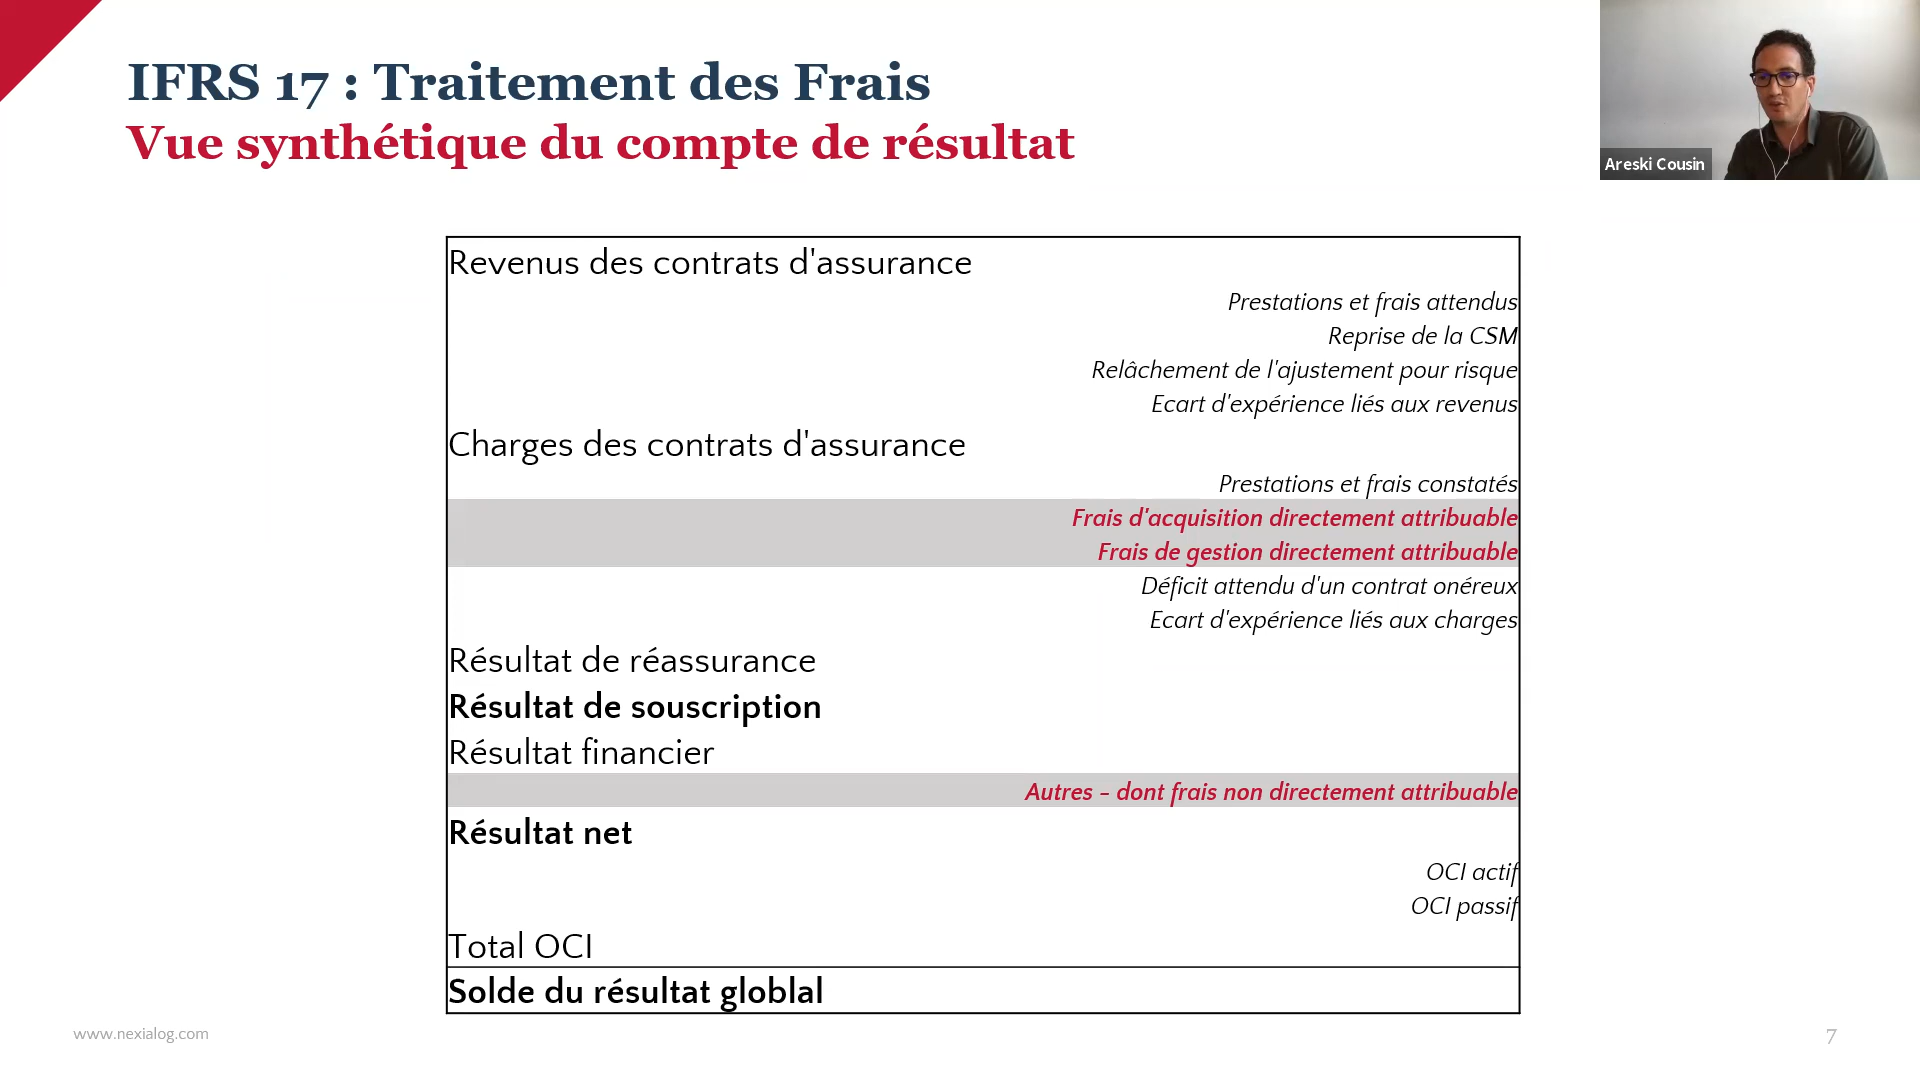 IFRS 17 : Traitement des Frais
Vue synthétique du compte de résultat
Areski Cousin
Revenus des contrats d'assurance
Prestations et frais attendus
Reprise de la CSM
Relâchement de l'ajustement pour risque
Ecart d'expérience liés aux revenus
Charges des contrats d'assurance
Prestations et frais constatés
Frais d'acquisition directement attribuable
Frais de gestion directement attribuable
Déficit attendu d'un contrat onéreux
Ecart d'expérience liés aux charges
Résultat de réassurance
Résultat de souscription
Résultat financier
Autres – dont frais non directement attribuable
Résultat net
OCI actif
OCI passif
Total OCI
Solde du résultat globlal
www.nexialog.com
7